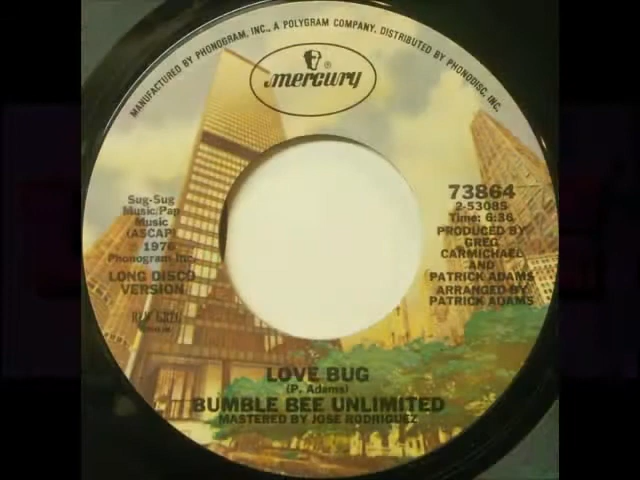 MANUFACTURED BY PHONOGRAM, INC., A POLYGRAM COMPANY, DISTRIBUTED BY PHONODISC, INC.
mercury ®
Sug-Sug
Music/Pap
Music
(ASCAP)
℗ 1976
Phonogram Inc.
LONG DISCO
VERSION
73864
2-53085
Time: 6:36
PRODUCED BY
GREG
CARMICHAEL
AND
PATRICK ADAMS
ARRANGED BY
PATRICK ADAMS
LOVE BUG
(P. Adams)
BUMBLE BEE UNLIMITED
MASTERED BY JOSE RODRIGUEZ